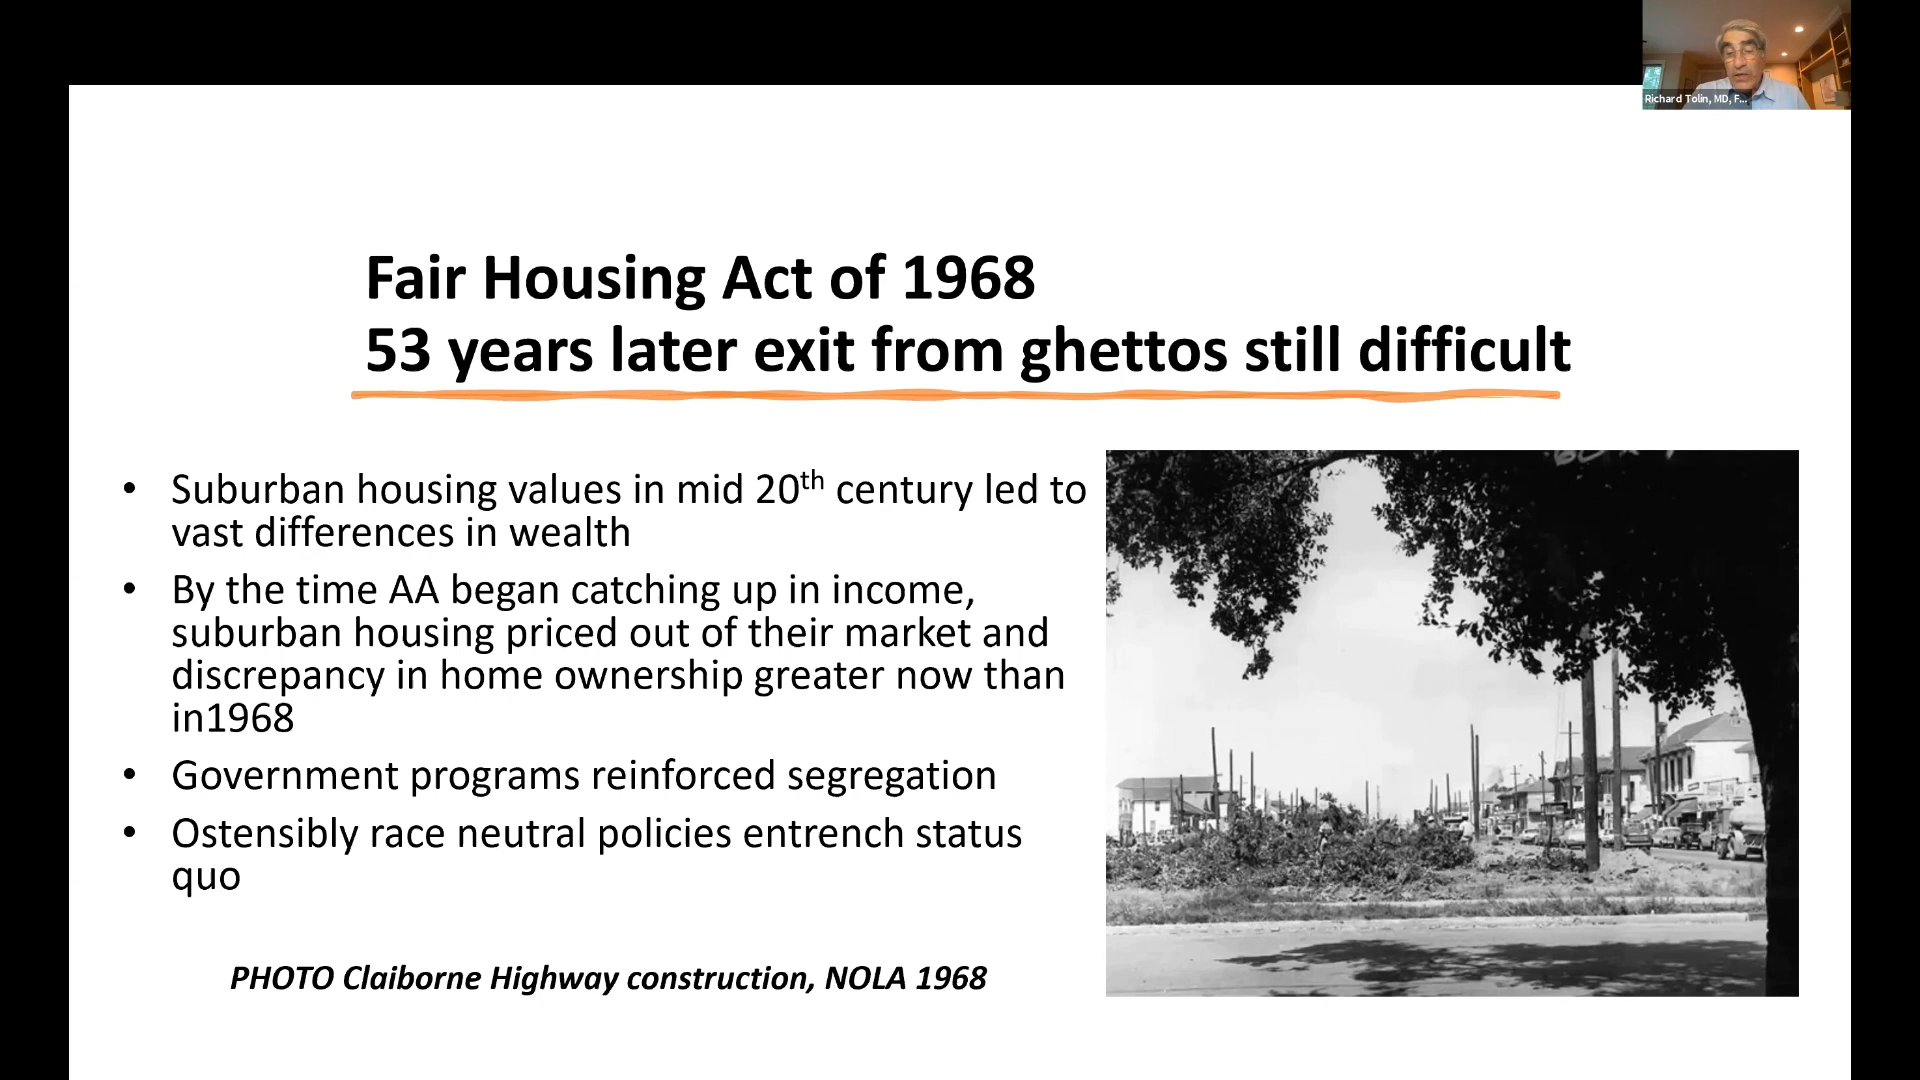 Richard Tolin, MD, F...
Fair Housing Act of 1968
53 years later exit from ghettos still difficult
• Suburban housing values in mid 20th century led to
vast differences in wealth
• By the time AA began catching up in income,
suburban housing priced out of their market and
discrepancy in home ownership greater now than
in1968
• Government programs reinforced segregation
• Ostensibly race neutral policies entrench status
quo
PHOTO Claiborne Highway construction, NOLA 1968